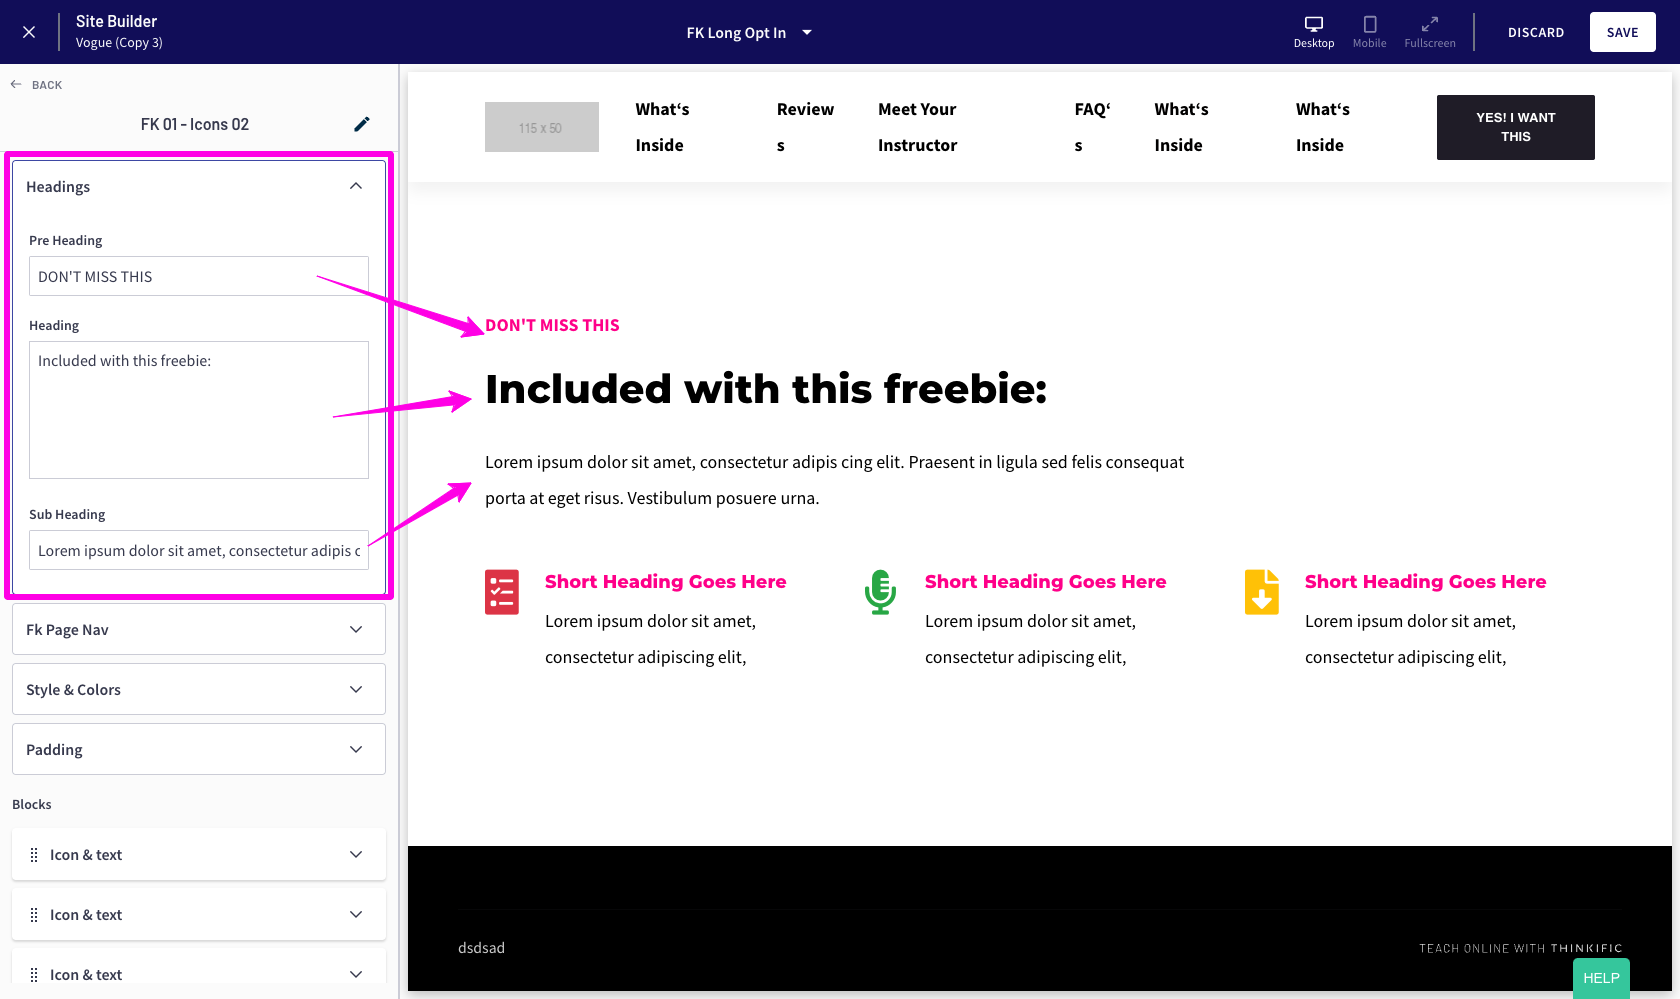 Site Builder
Vogue (Copy 3)
FK Long Opt In
Desktop
Mobile
Fullscreen
DISCARD
SAVE
BACK
FK 01 - Icons 02
Headings
Pre Heading
DON'T MISS THIS
Heading
Included with this freebie:
Sub Heading
Lorem ipsum dolor sit amet, consectetur adipis c
Fk Page Nav
Style & Colors
Padding
Blocks
Icon & text
Icon & text
Icon & text
115 x 50
What‘s
Inside
Review
s
Meet Your
Instructor
FAQ‘
s
What‘s
Inside
What‘s
Inside
YES! I WANT
THIS
DON'T MISS THIS
Included with this freebie:
Lorem ipsum dolor sit amet, consectetur adipis cing elit. Praesent in ligula sed felis consequat
porta at eget risus. Vestibulum posuere urna.
Short Heading Goes Here
Lorem ipsum dolor sit amet,
consectetur adipiscing elit,
Short Heading Goes Here
Lorem ipsum dolor sit amet,
consectetur adipiscing elit,
Short Heading Goes Here
Lorem ipsum dolor sit amet,
consectetur adipiscing elit,
dsdsad
TEACH ONLINE WITH THINKIFIC
HELP